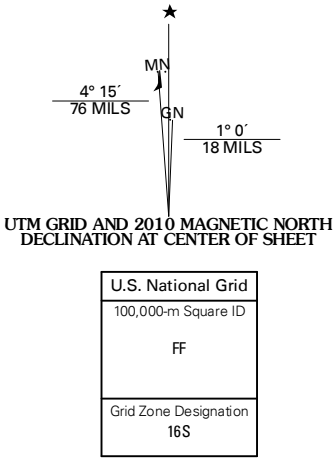 ★
MN
GN
4° 15´
76 MILS
1° 0´
18 MILS
UTM GRID AND 2010 MAGNETIC NORTH
DECLINATION AT CENTER OF SHEET
U.S. National Grid
100,000-m Square ID
FF
Grid Zone Designation
16S